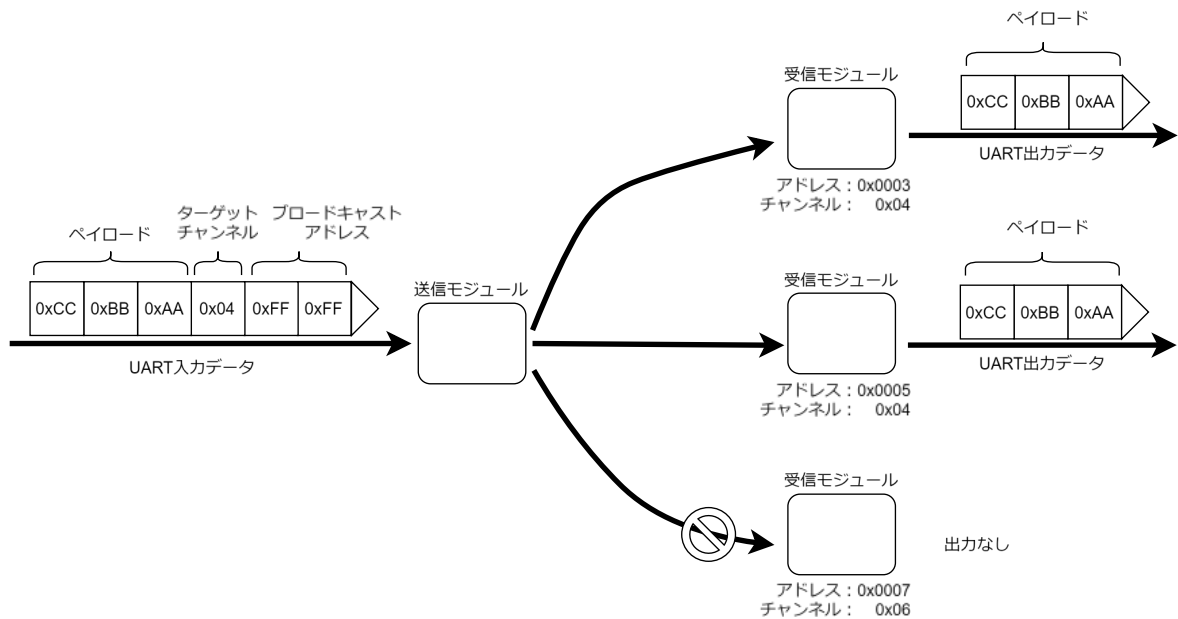 ペイロード
受信モジュール
0xCC 0xBB 0xAA
UART出力データ
アドレス：0x0003
チャンネル： 0x04
ターゲット
チャンネル
ブロードキャスト
アドレス
ペイロード
0xCC 0xBB 0xAA 0x04 0xFF 0xFF
UART入力データ
送信モジュール
ペイロード
受信モジュール
0xCC 0xBB 0xAA
UART出力データ
アドレス：0x0005
チャンネル： 0x04
受信モジュール
出力なし
アドレス：0x0007
チャンネル： 0x06